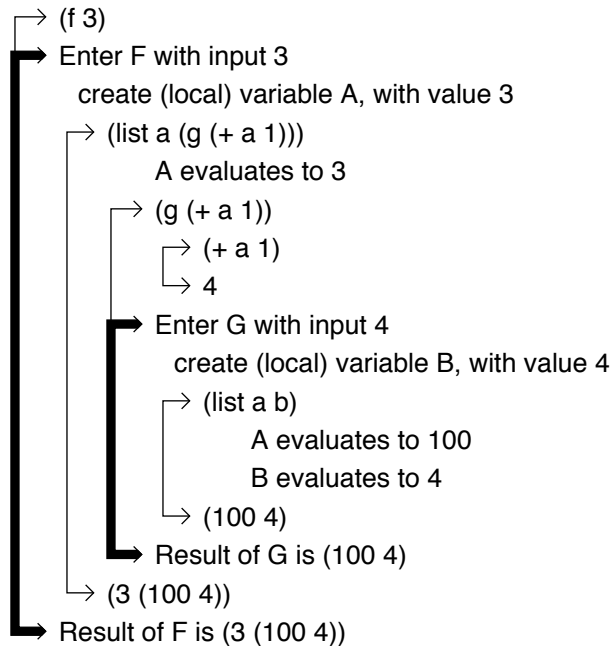 (f 3)
Enter F with input 3
create (local) variable A, with value 3
(list a (g (+ a 1)))
A evaluates to 3
(g (+ a 1))
(+ a 1)
4
Enter G with input 4
create (local) variable B, with value 4
(list a b)
A evaluates to 100
B evaluates to 4
(100 4)
Result of G is (100 4)
(3 (100 4))
Result of F is (3 (100 4))